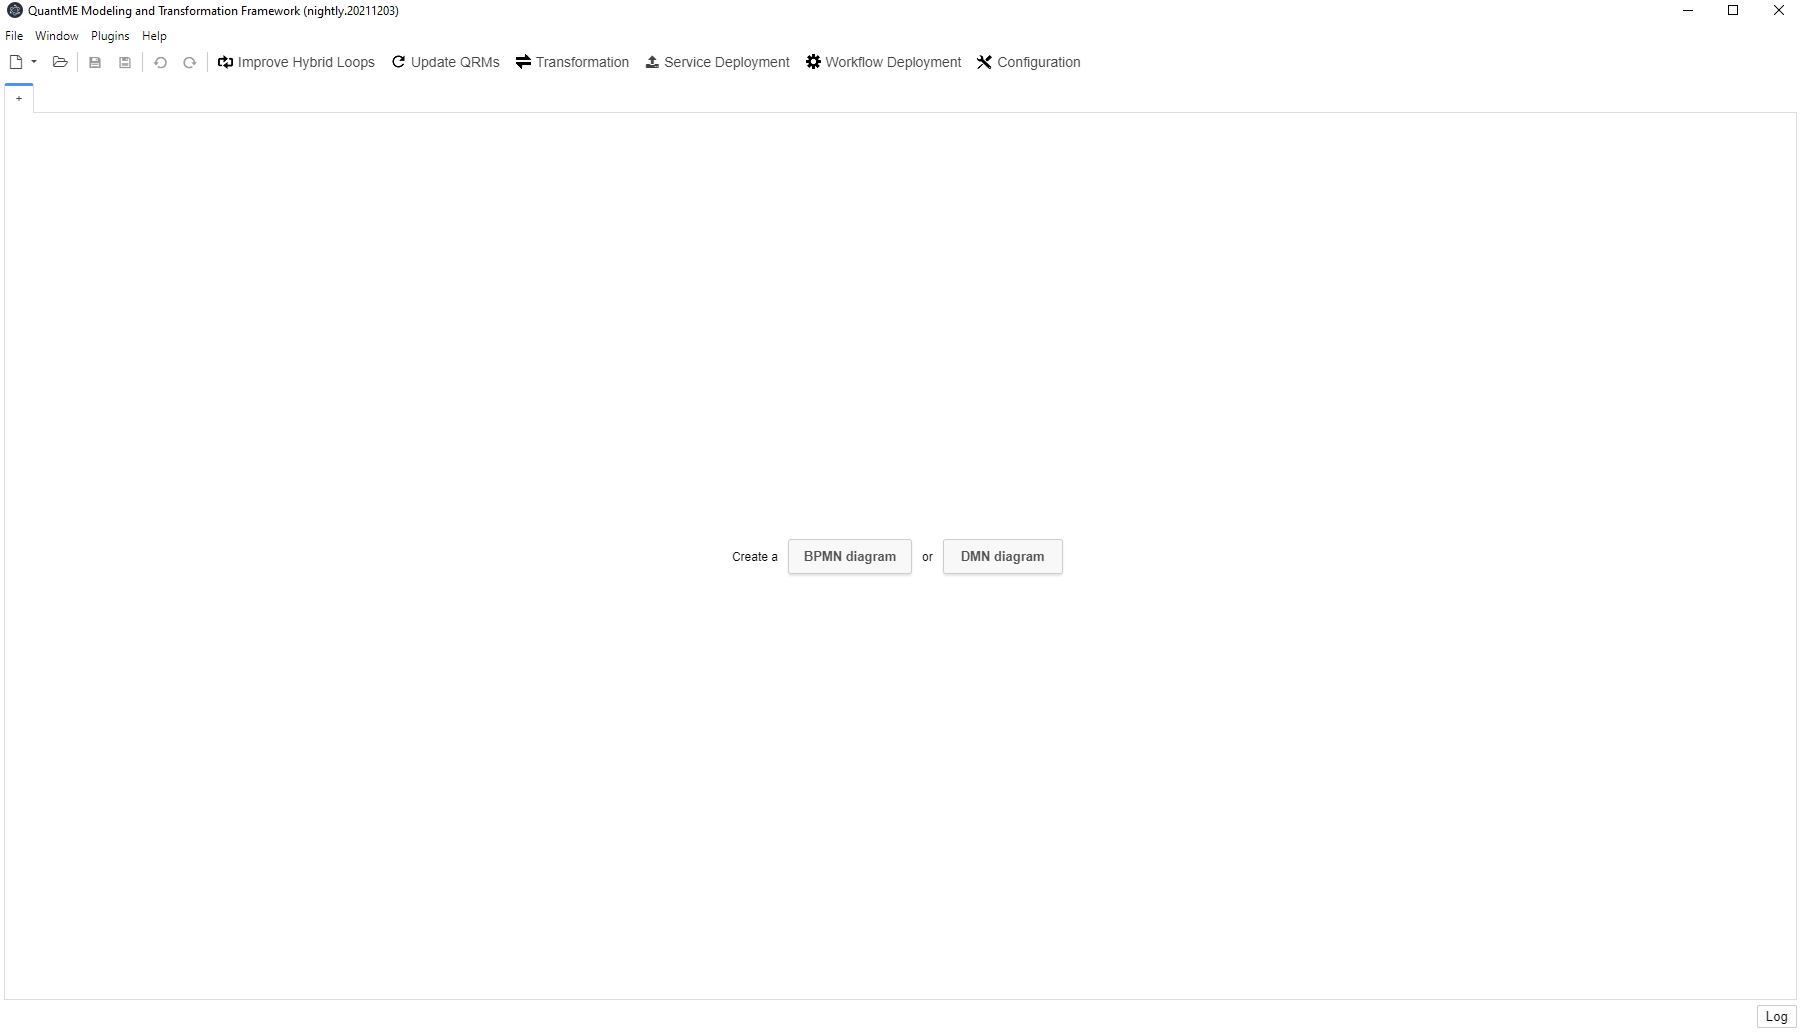 QuantME Modeling and Transformation Framework (nightly.20211203)
File Window Plugins Help
Improve Hybrid Loops Update QRMs Transformation Service Deployment Workflow Deployment Configuration
+
Create a BPMN diagram or DMN diagram
Log